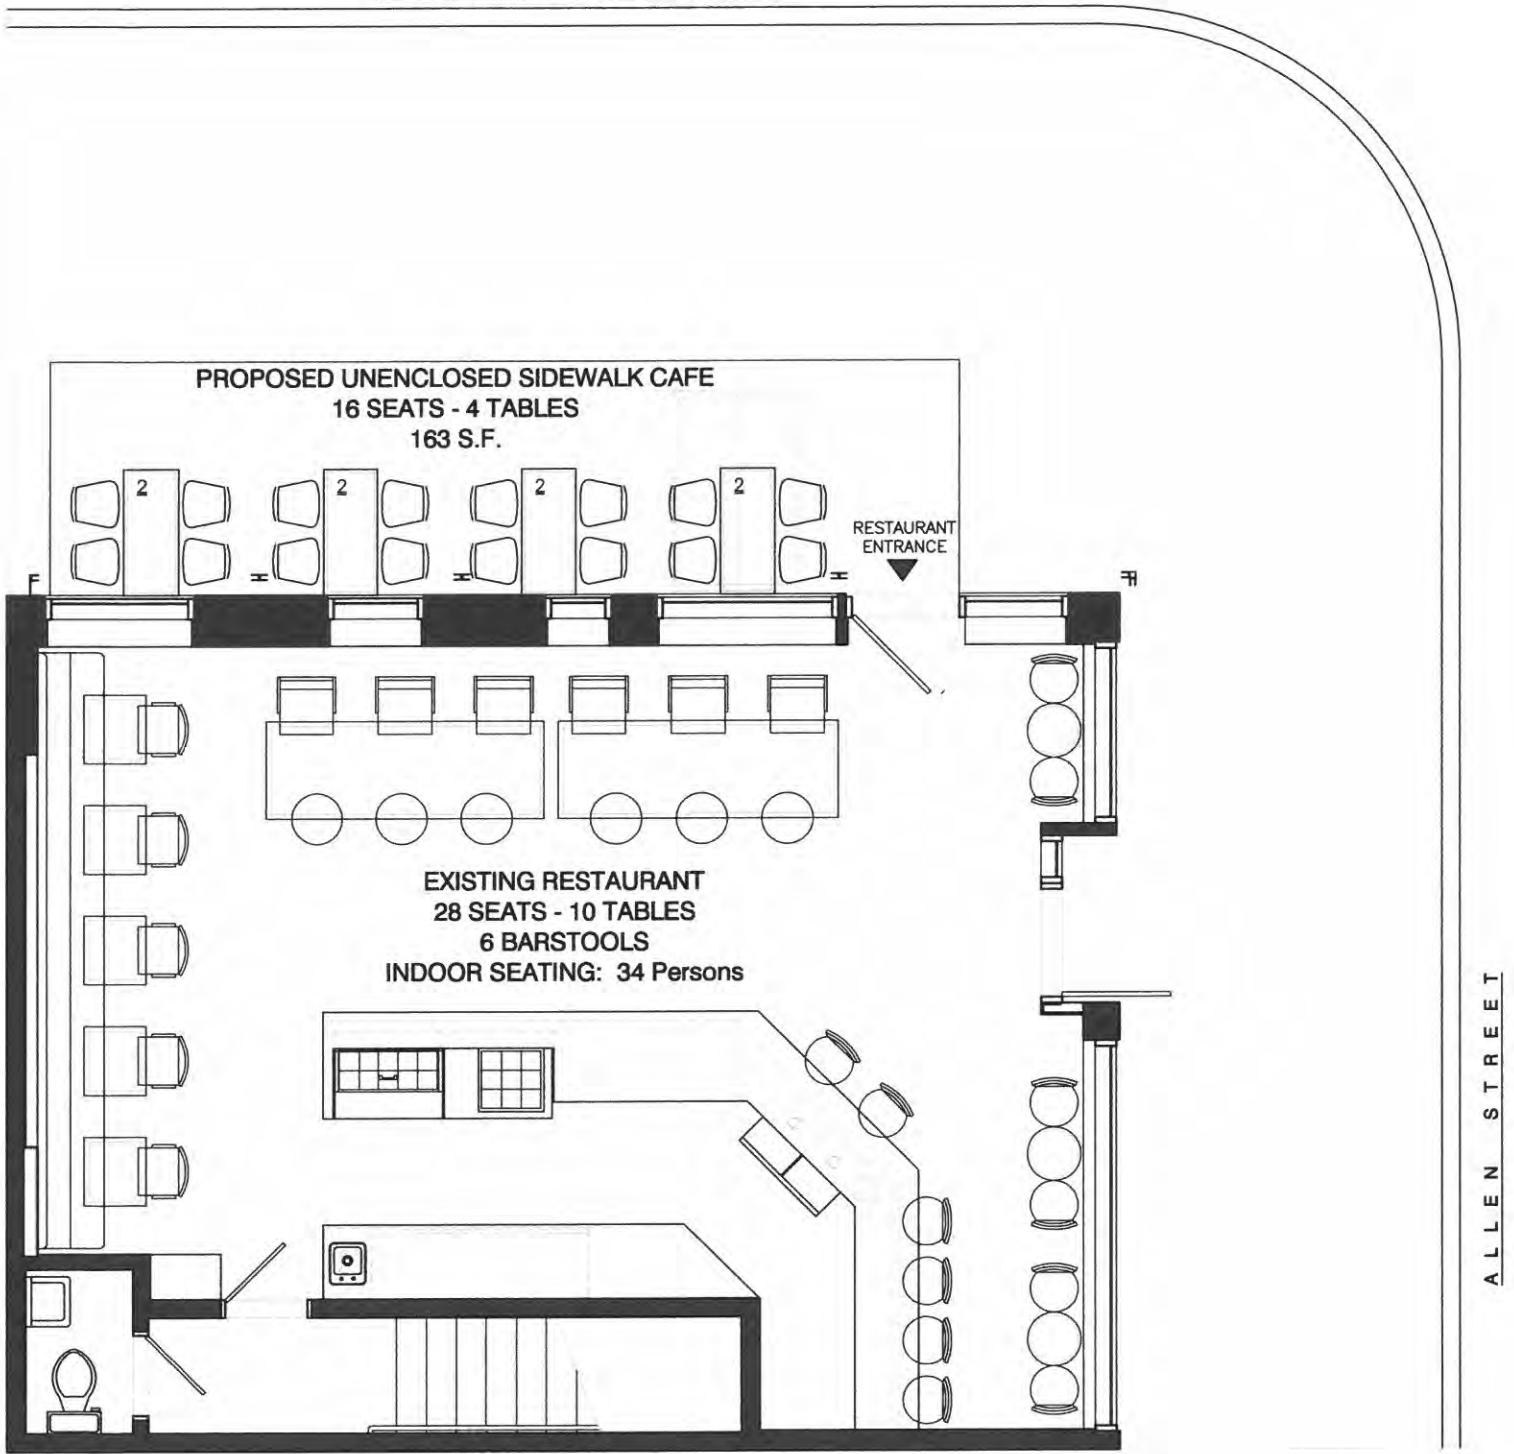 PROPOSED UNENCLOSED SIDEWALK CAFE
16 SEATS - 4 TABLES
163 S.F.
2
2
2
2
RESTAURANT
ENTRANCE
EXISTING RESTAURANT
28 SEATS - 10 TABLES
6 BARSTOOLS
INDOOR SEATING: 34 Persons
ALLEN STREET